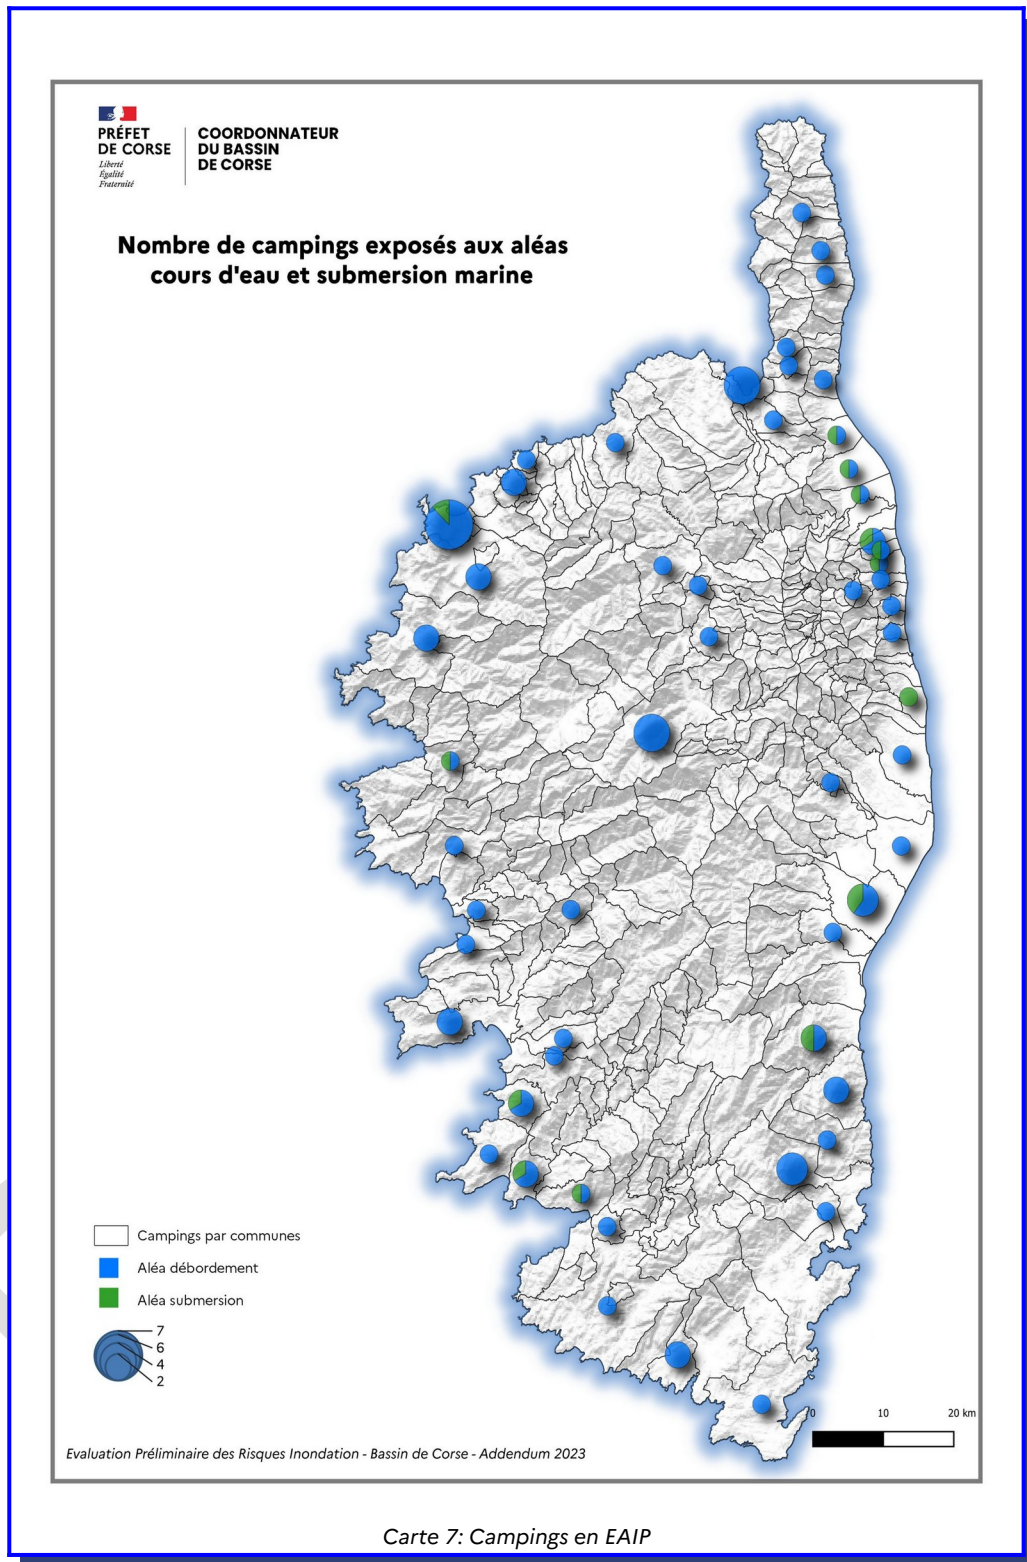 PRÉFET
DE CORSE
Liberté
Égalité
Fraternité
COORDONNATEUR
DU BASSIN
DE CORSE
Nombre de campings exposés aux aléas
cours d'eau et submersion marine
Campings par communes
Aléa débordement
Aléa submersion
7
6
4
2
0 10 20 km
Evaluation Préliminaire des Risques Inondation - Bassin de Corse - Addendum 2023
Carte 7: Campings en EAIP